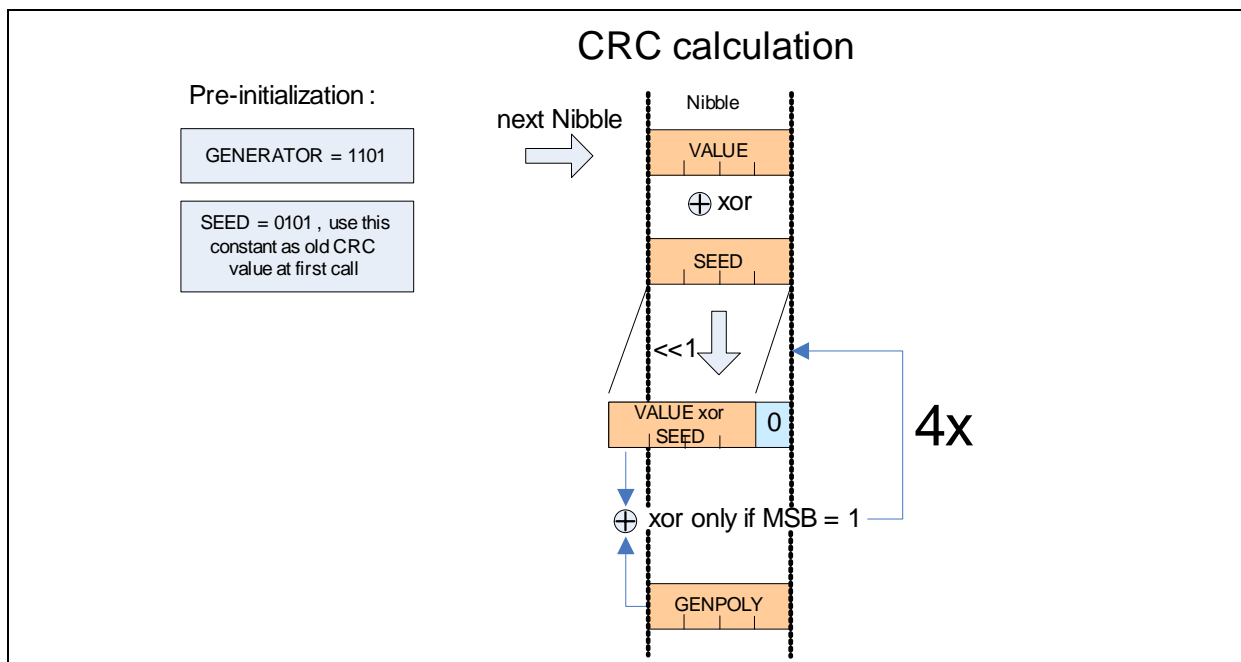 CRC calculation
Pre-initialization :
GENERATOR = 1101
SEED = 0101 , use this
constant as old CRC
value at first call
next Nibble
Nibble
VALUE
xor
SEED
<<1
VALUE xor
SEED
0
4x
xor only if MSB = 1
GENPOLY